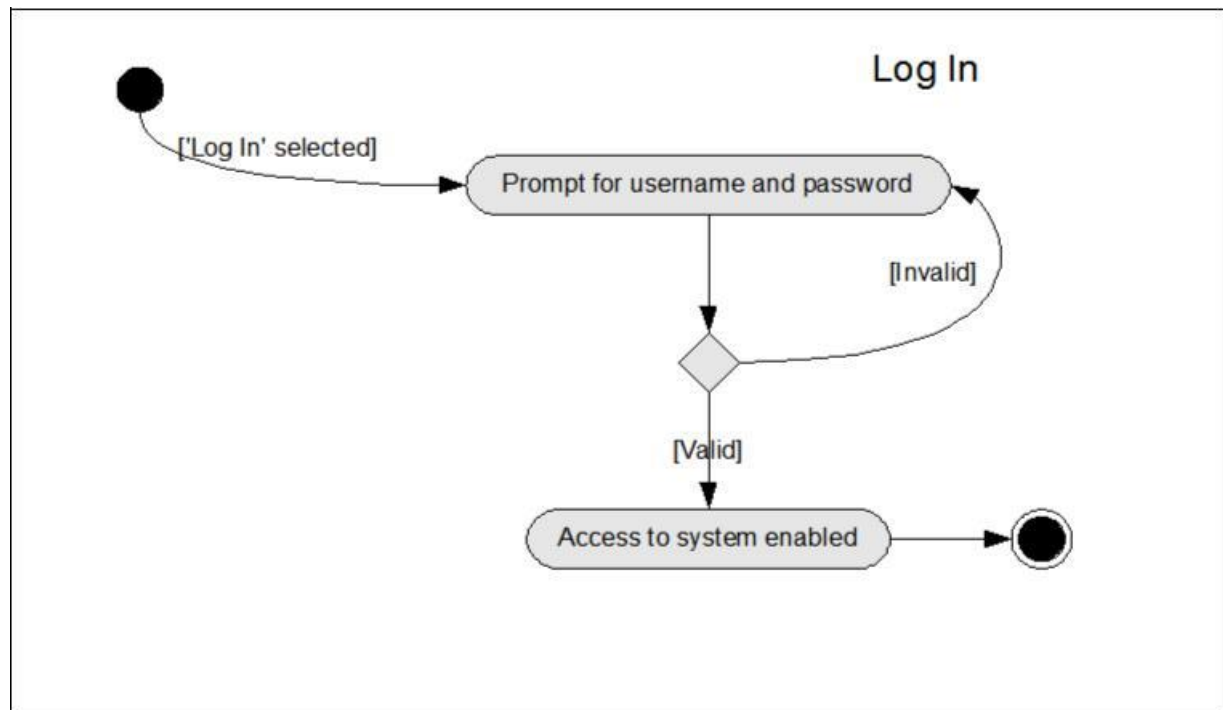 Log In
['Log In' selected]
Prompt for username and password
[Invalid]
[Valid]
Access to system enabled